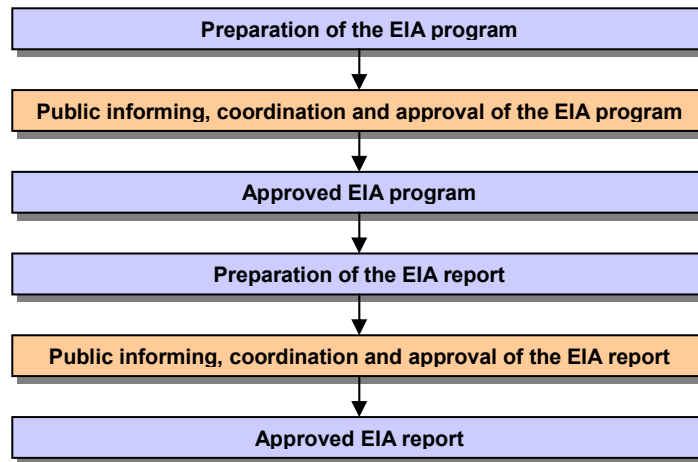 Preparation of the EIA program
Public informing, coordination and approval of the EIA program
Approved EIA program
Preparation of the EIA report
Public informing, coordination and approval of the EIA report
Approved EIA report